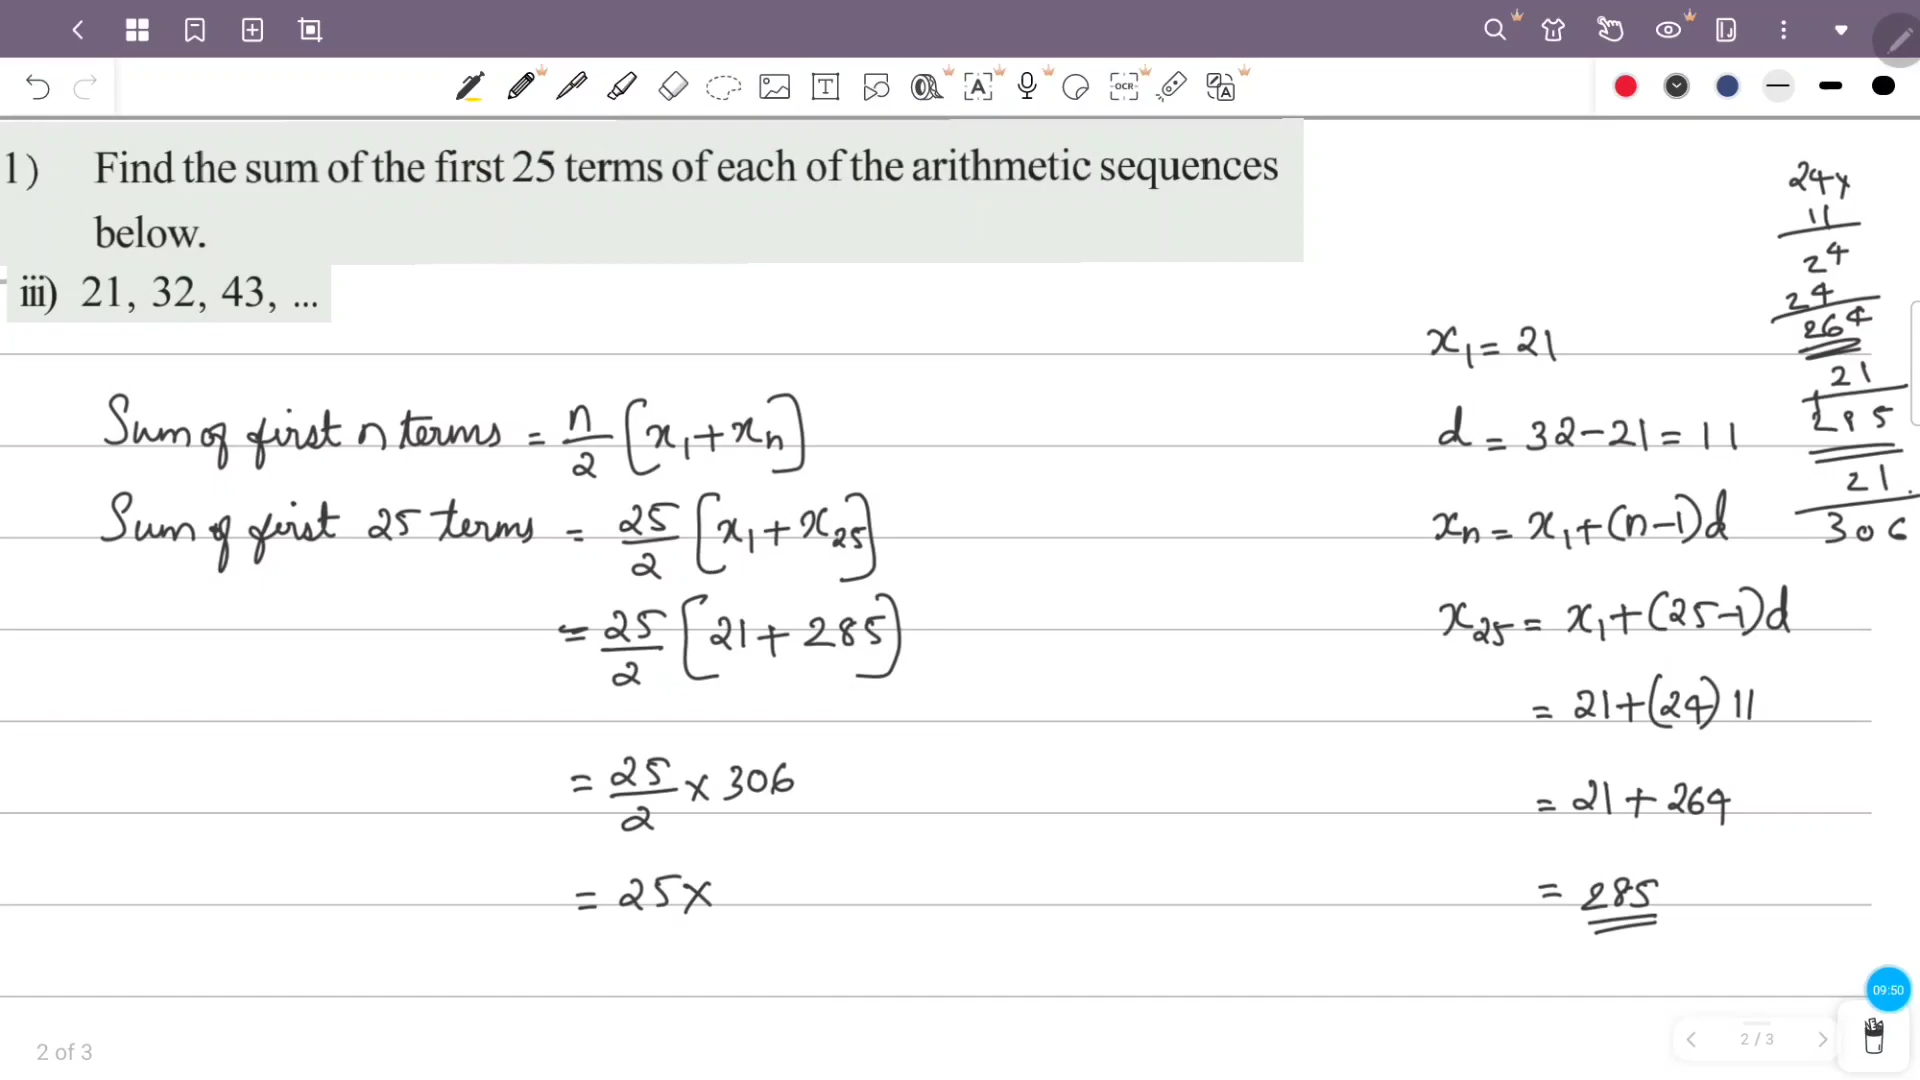 OCR
1) Find the sum of the first 25 terms of each of the arithmetic sequences
below.
iii) 21, 32, 43, ...
Sum of first n terms = n/2 [x₁ + xₙ]
Sum of first 25 terms = 25/2 [x₁ + x₂₅]
= 25/2 [21 + 285]
= 25/2 × 306
= 25 ×
x₁ = 21
d = 32 - 21 = 11
xₙ = x₁ + (n-1)d
x₂₅ = x₁ + (25-1)d
= 21 + (24) 11
= 21 + 264
= 285
24 ×
11
24
24
264
21
285
21
306
09:50
2 of 3
2 / 3